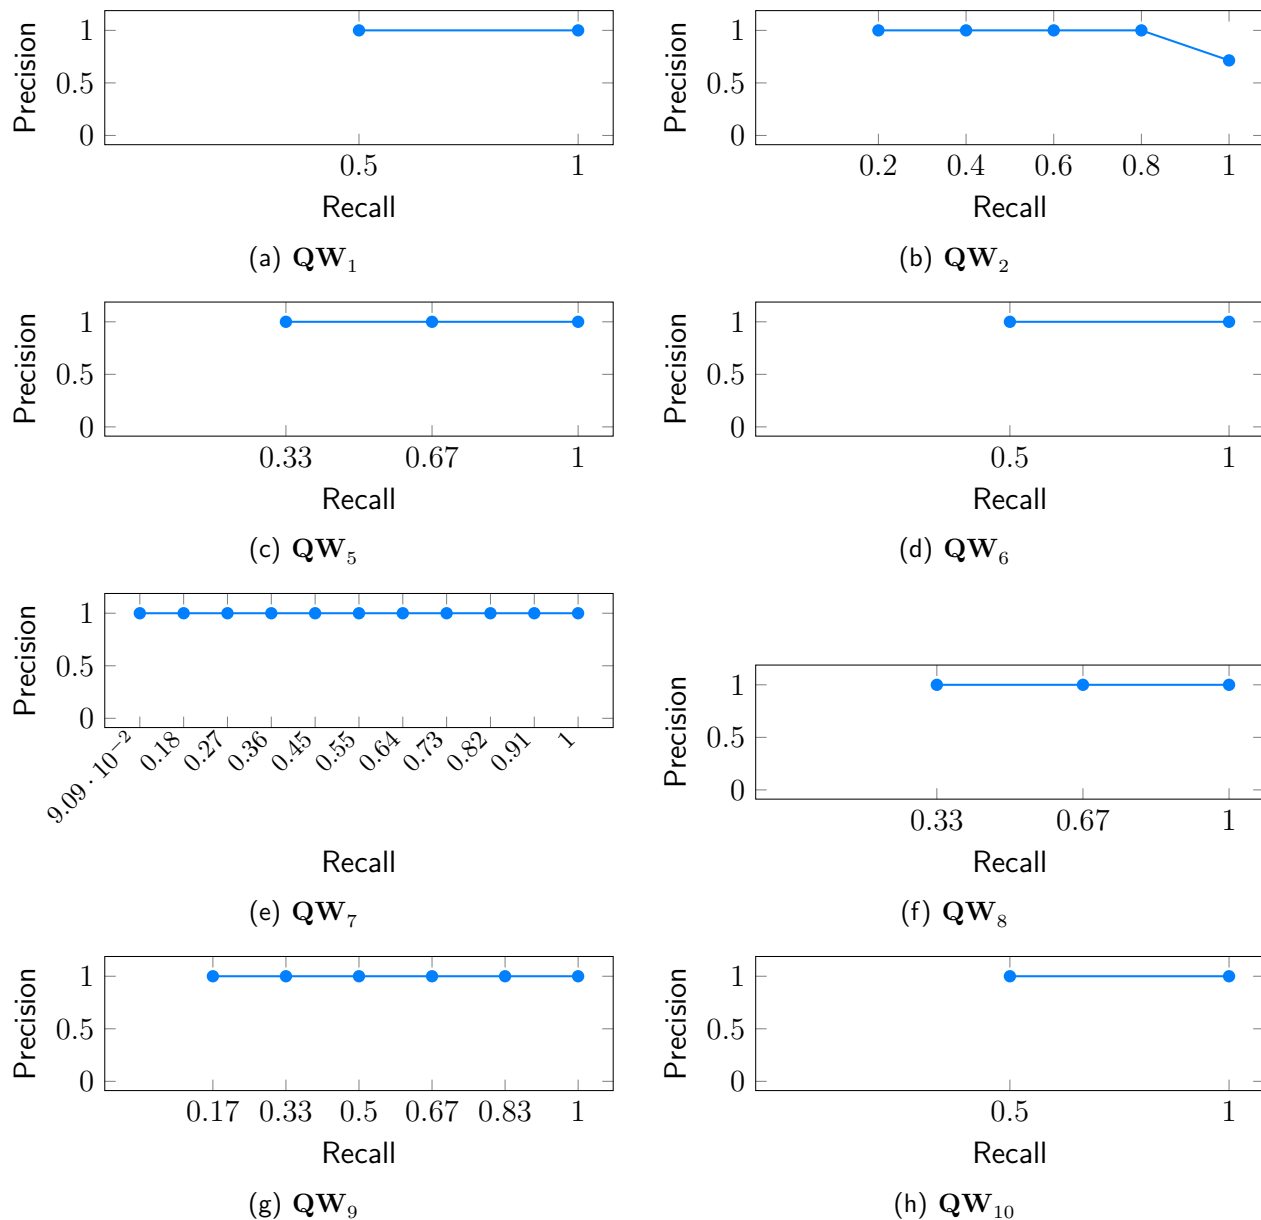 Precision
1
0.5
0
0.5 1
Recall
(a) QW₁
Precision
1
0.5
0
0.2 0.4 0.6 0.8 1
Recall
(b) QW₂
Precision
1
0.5
0
0.33 0.67 1
Recall
(c) QW₅
Precision
1
0.5
0
0.5 1
Recall
(d) QW₆
Precision
1
0.5
0
9.09 · 10⁻² 0.18 0.27 0.36 0.45 0.55 0.64 0.73 0.82 0.91 1
Recall
(e) QW₇
Precision
1
0.5
0
0.33 0.67 1
Recall
(f) QW₈
Precision
1
0.5
0
0.17 0.33 0.5 0.67 0.83 1
Recall
(g) QW₉
Precision
1
0.5
0
0.5 1
Recall
(h) QW₁₀